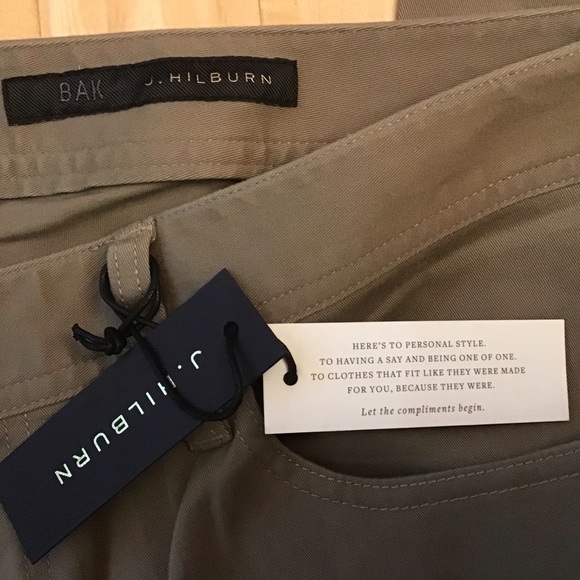 BAK J. HILBURN
J. HILBURN
HERE'S TO PERSONAL STYLE.
TO HAVING A SAY AND BEING ONE OF ONE.
TO CLOTHES THAT FIT LIKE THEY WERE MADE
FOR YOU, BECAUSE THEY WERE.
Let the compliments begin.